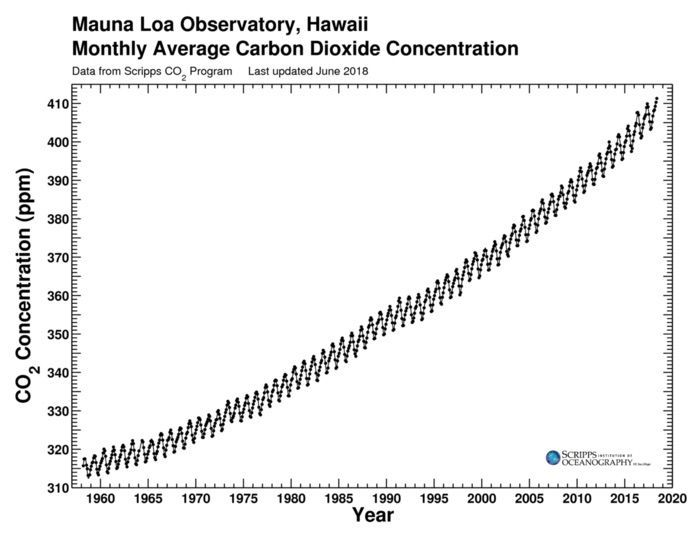 Mauna Loa Observatory, Hawaii
Monthly Average Carbon Dioxide Concentration
Data from Scripps CO2 Program Last updated June 2018
410
400
390
380
370
360
350
340
330
320
310
CO2 Concentration (ppm)
1960 1965 1970 1975 1980 1985 1990 1995 2000 2005 2010 2015 2020
Year
SCRIPPS INSTITUTION OF
OCEANOGRAPHY